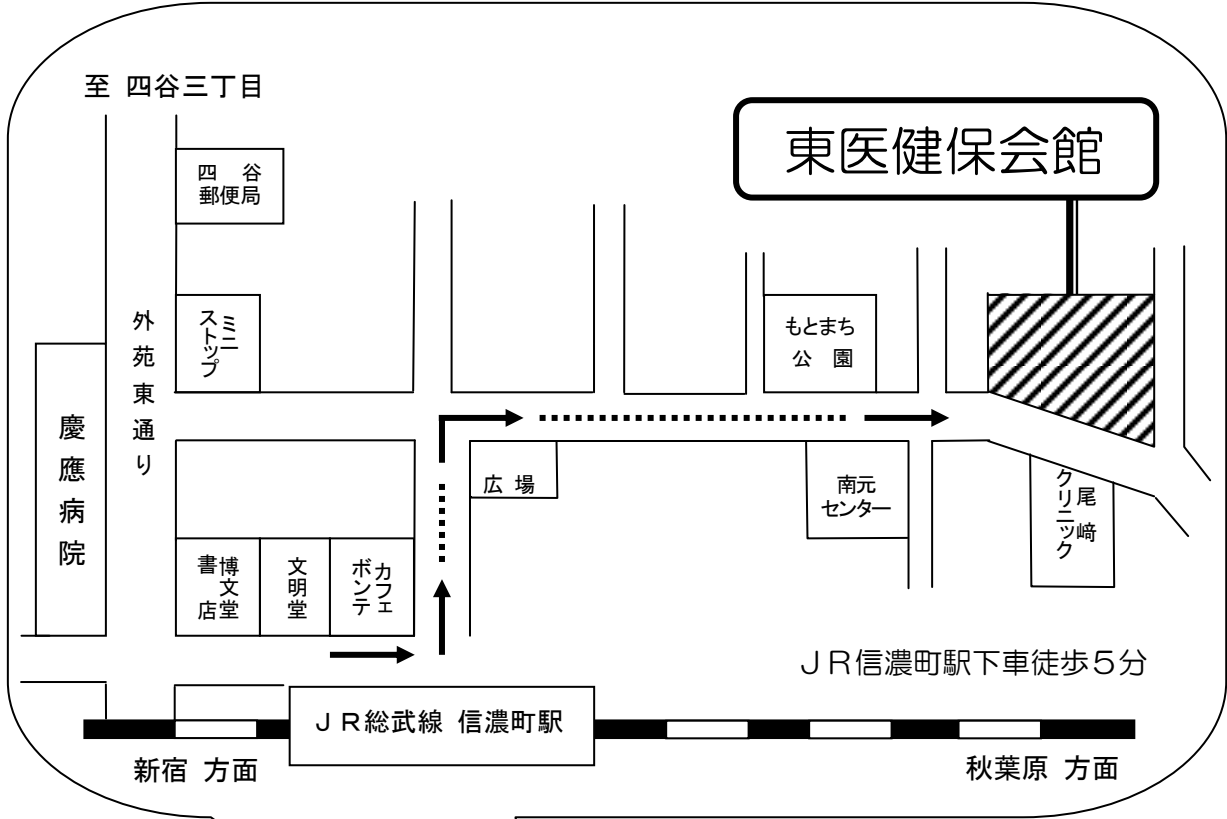 至 四谷三丁目
東医健保会館
四 谷
郵便局
ミニ
ストップ
外苑東通り
もとまち
公 園
慶應病院
広 場
南元
センター
尾﨑
クリニック
博文堂
書店
文明堂
カフェ
ボンテ
JR信濃町駅下車徒歩5分
JR総武線 信濃町駅
新宿 方面
秋葉原 方面